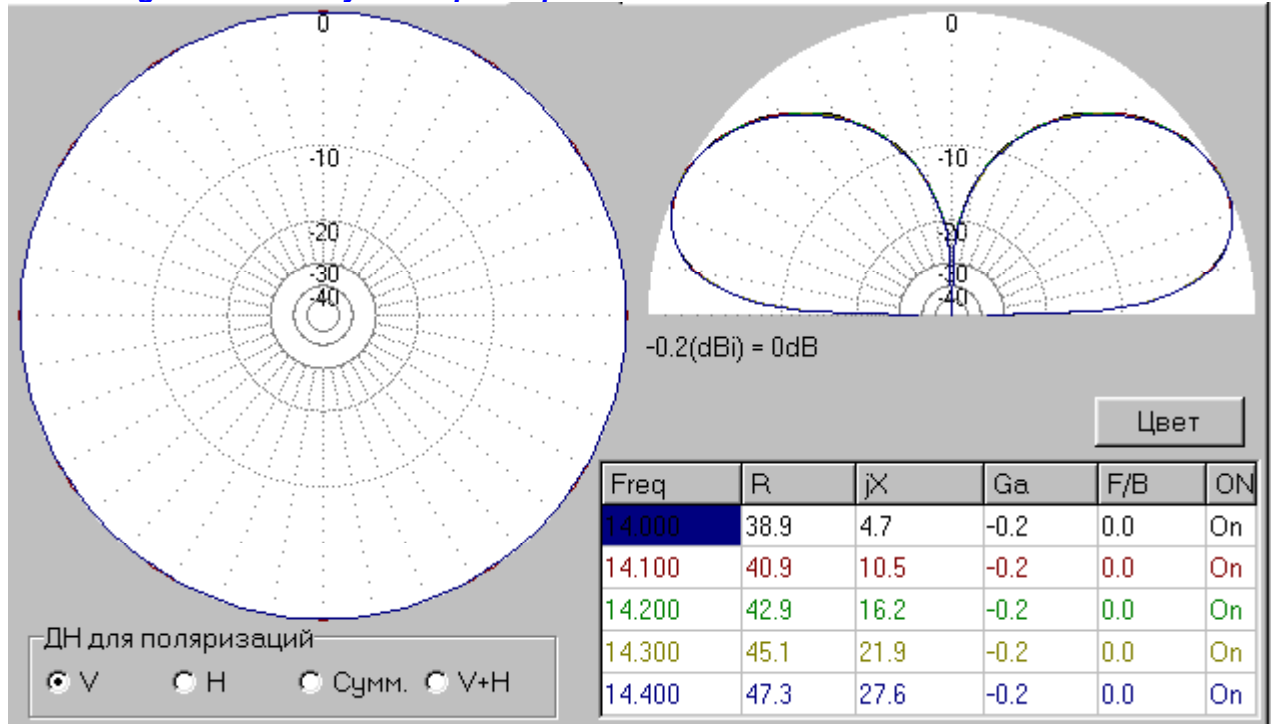 0
-10
-20
-30
-40
0
-10
-20
-30
-40
-0.2(dBi) = 0dB
Цвет
Freq R jX Ga F/B ON
14.000 38.9 4.7 -0.2 0.0 On
14.100 40.9 10.5 -0.2 0.0 On
14.200 42.9 16.2 -0.2 0.0 On
14.300 45.1 21.9 -0.2 0.0 On
14.400 47.3 27.6 -0.2 0.0 On
ДН для поляризаций
V H Сумм. V+H